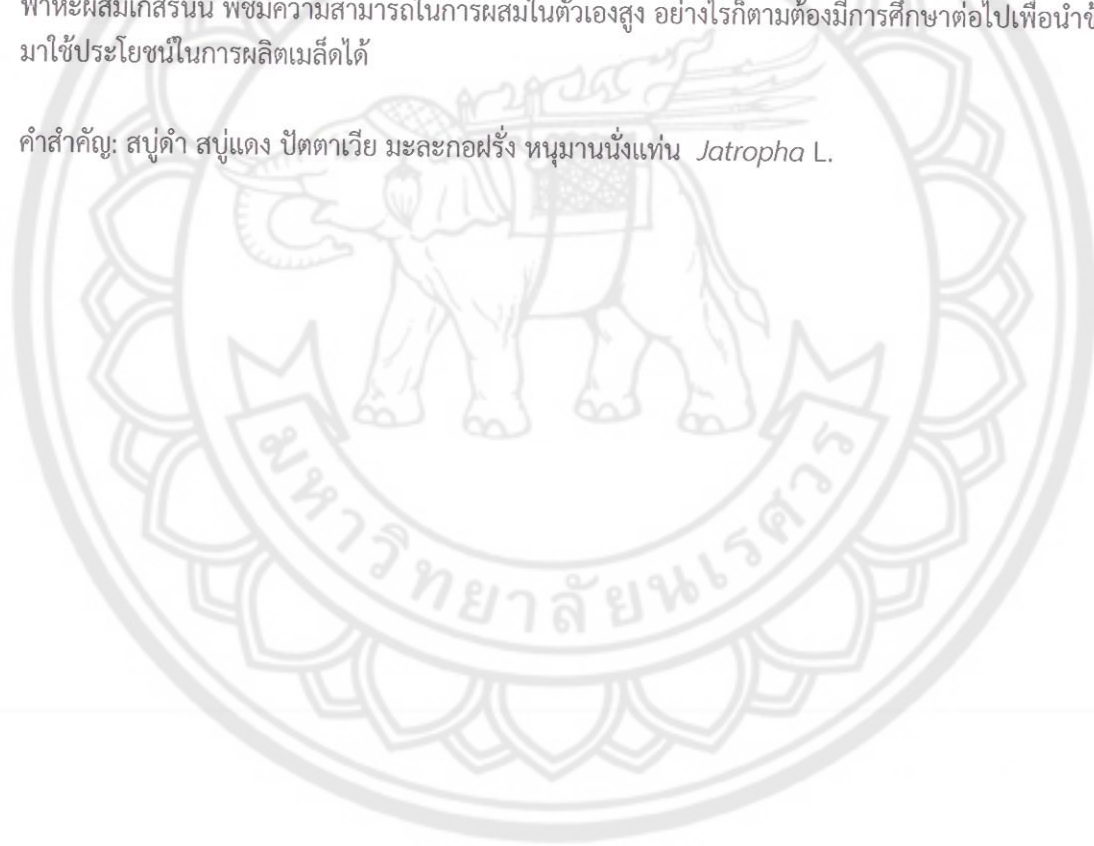 พาหะผสมเกสรนั้น พืชมีความสามารถในการผสมในตัวเองสูง อย่างไรก็ตามต้องมีการศึกษาต่อไปเพื่อนำ
มาใช้ประโยชน์ในการผลิตเมล็ดได้
คำสำคัญ: สบู่ดำ สบู่แดง ปัตตาเวีย มะละกอฝรั่ง หนุมานนั่งแท่น Jatropha L.
มหาวิทยาลัยนเรศวร